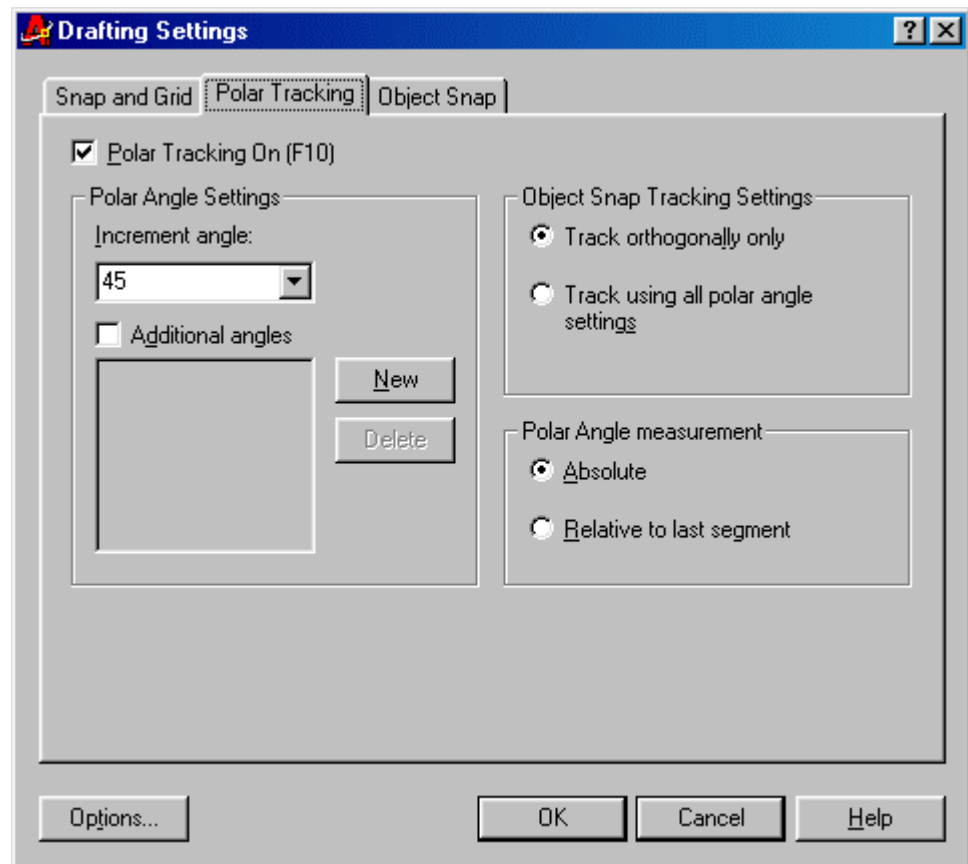 Drafting Settings
Snap and Grid
Polar Tracking
Object Snap
Polar Tracking On (F10)
Polar Angle Settings
Increment angle:
45
Additional angles
New
Delete
Object Snap Tracking Settings
Track orthogonally only
Track using all polar angle
settings
Polar Angle measurement
Absolute
Relative to last segment
Options...
OK
Cancel
Help